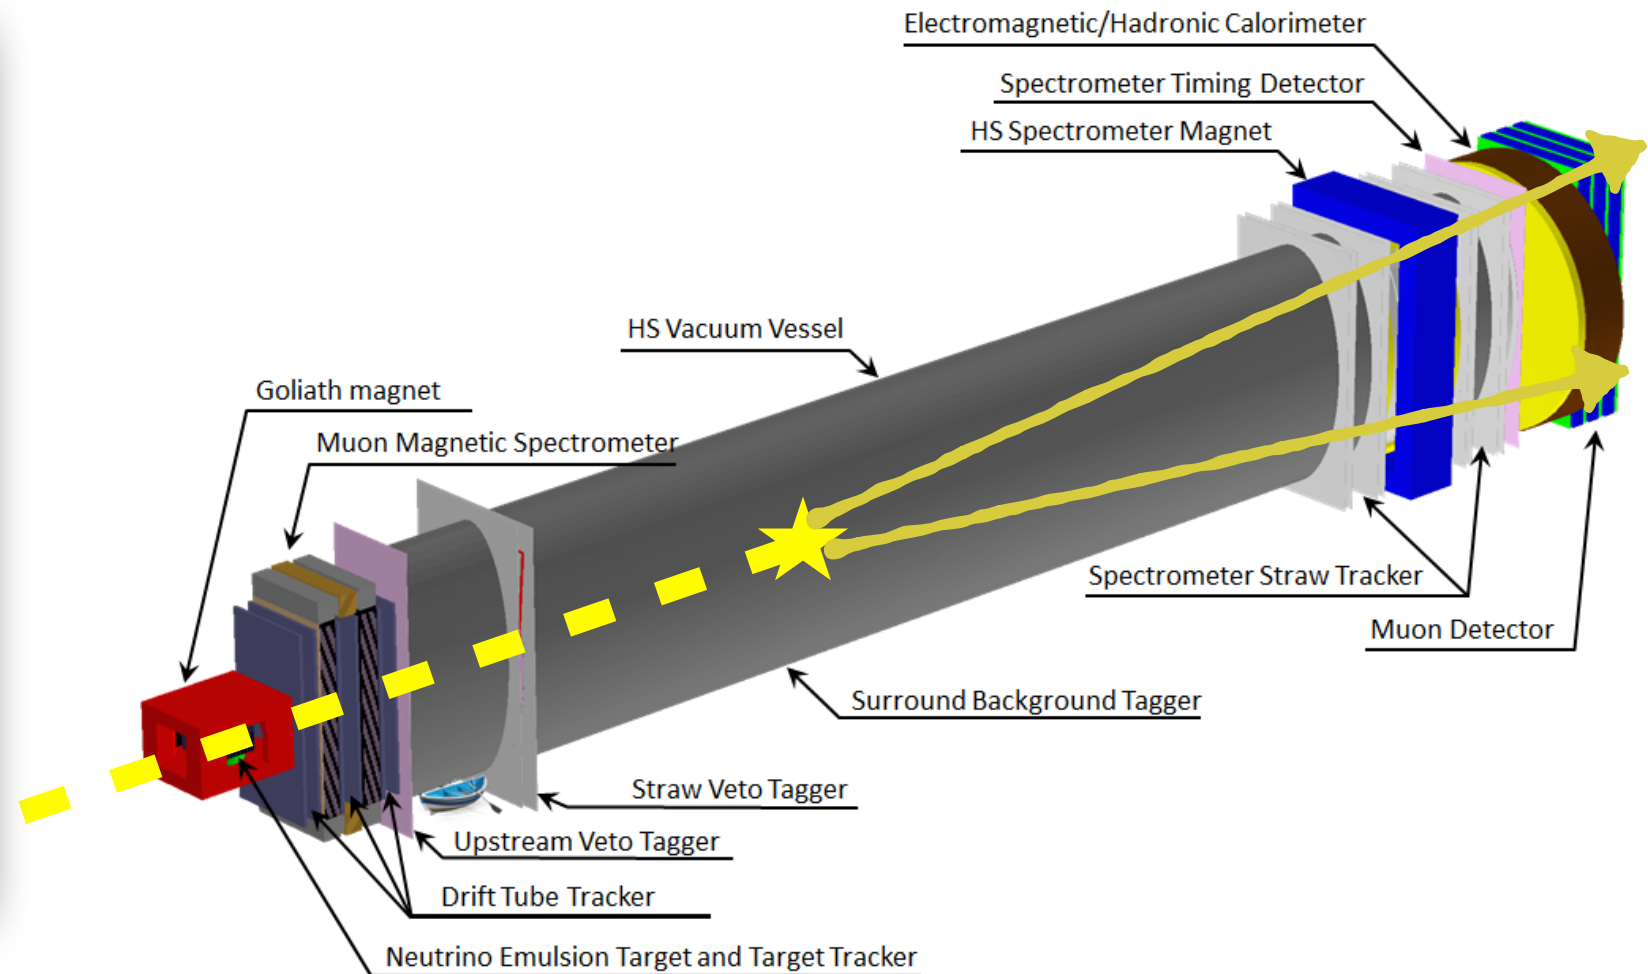 Electromagnetic/Hadronic Calorimeter
Spectrometer Timing Detector
HS Spectrometer Magnet
HS Vacuum Vessel
Goliath magnet
Muon Magnetic Spectrometer
Spectrometer Straw Tracker
Muon Detector
Surround Background Tagger
Straw Veto Tagger
Upstream Veto Tagger
Drift Tube Tracker
Neutrino Emulsion Target and Target Tracker